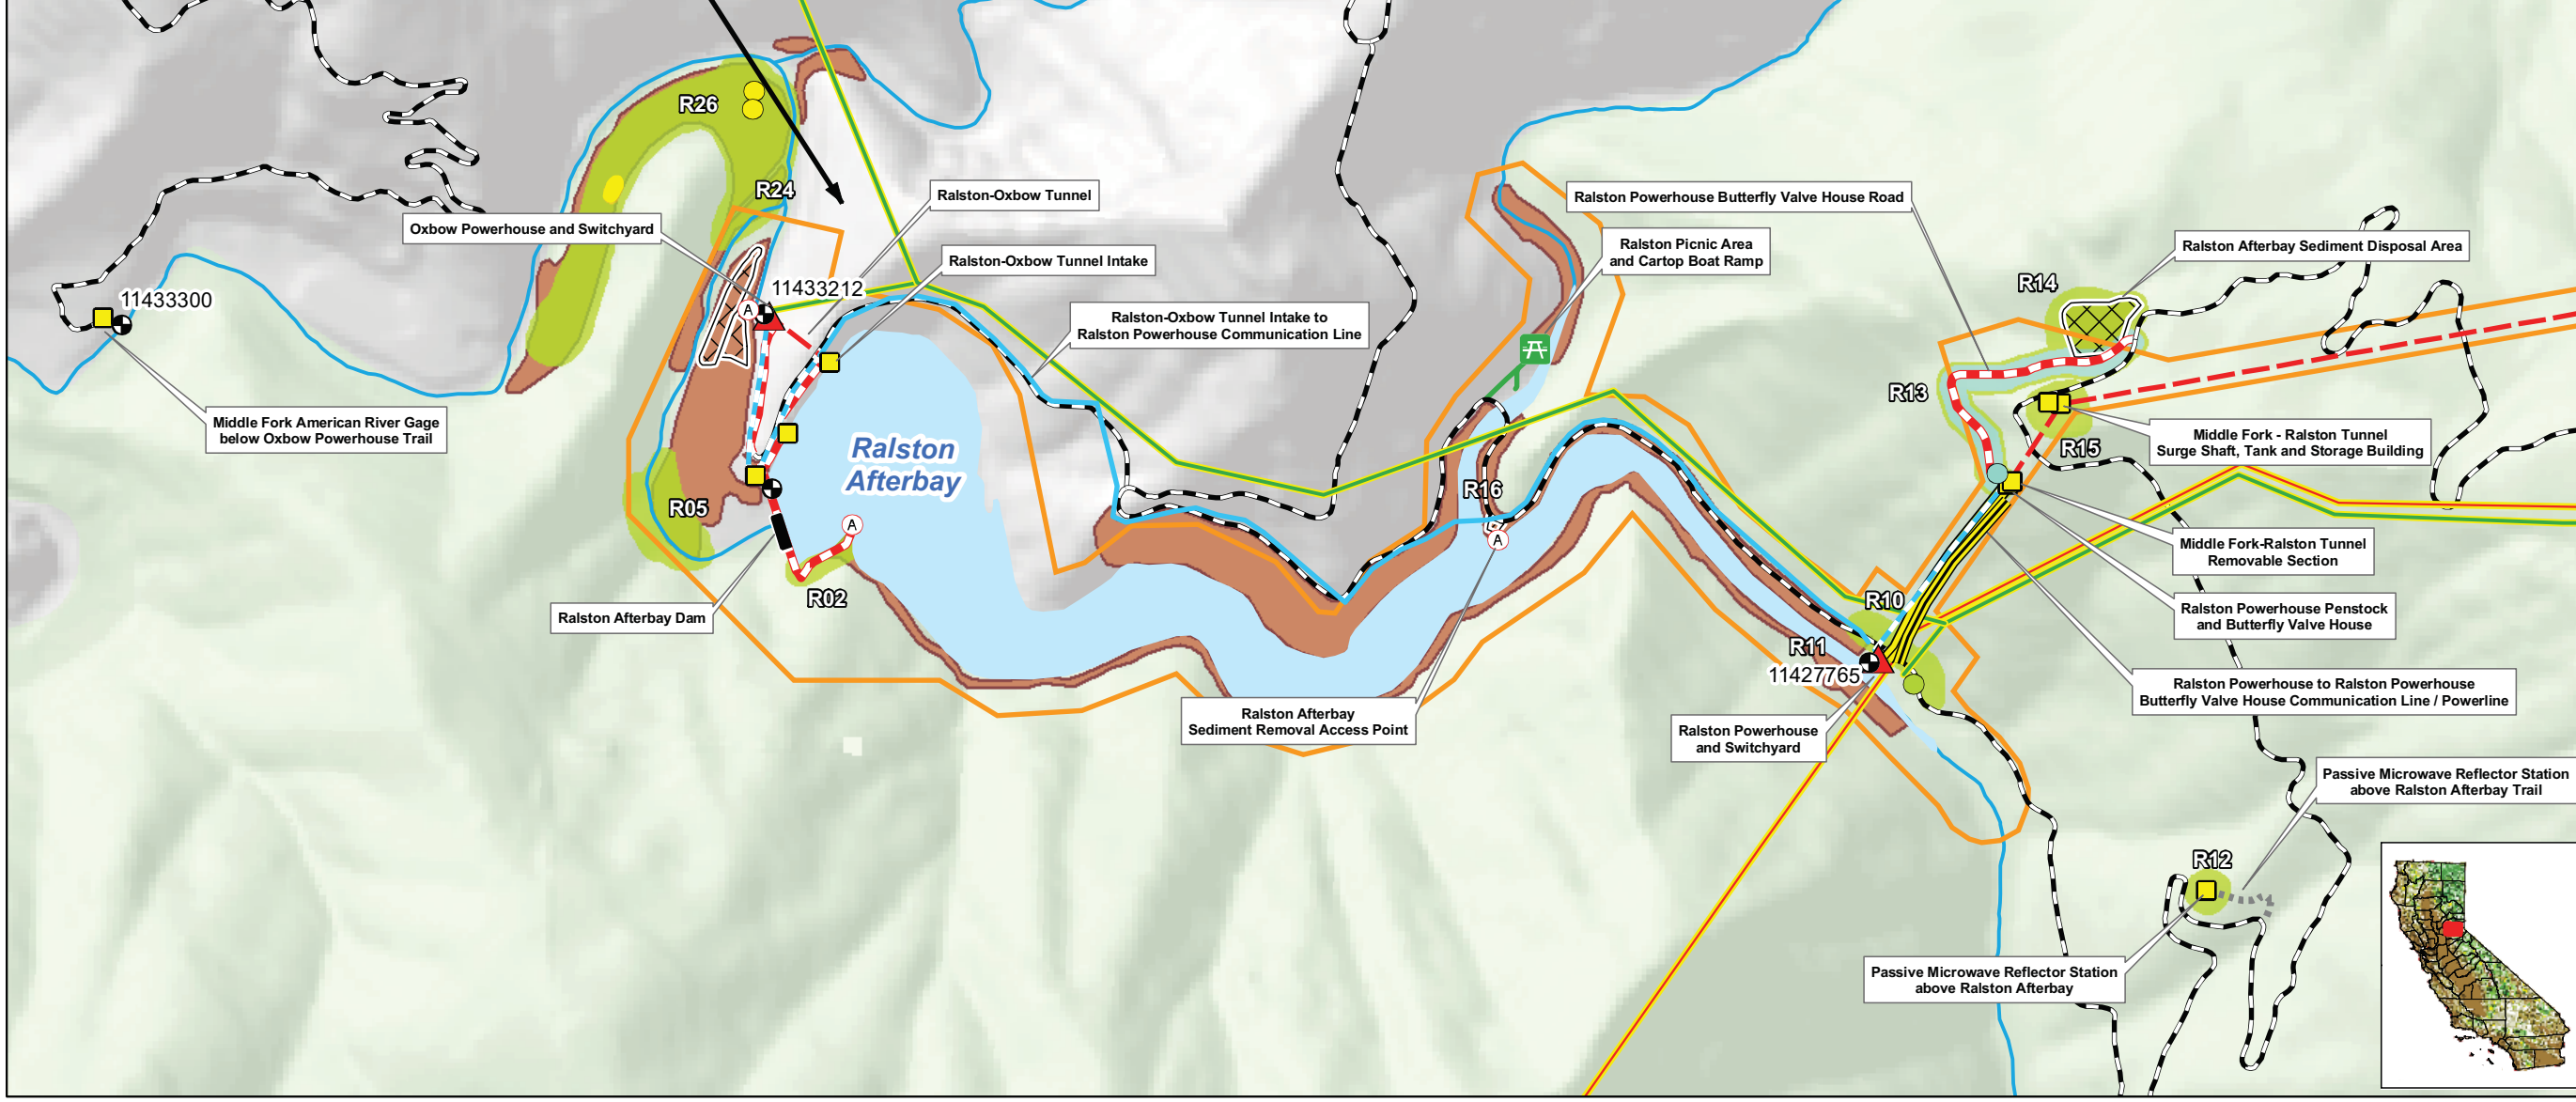 R26
R24
Ralston-Oxbow Tunnel
Ralston Powerhouse Butterfly Valve House Road
Oxbow Powerhouse and Switchyard
Ralston-Oxbow Tunnel Intake
Ralston Picnic Area
and Cartop Boat Ramp
Ralston Afterbay Sediment Disposal Area
R14
11433300
11433212
Ralston-Oxbow Tunnel Intake to
Ralston Powerhouse Communication Line
A
R13
Middle Fork American River Gage
below Oxbow Powerhouse Trail
Ralston
Afterbay
Middle Fork - Ralston Tunnel
Surge Shaft, Tank and Storage Building
R15
R16
R05
A
A
Middle Fork-Ralston Tunnel
Removable Section
R02
R10
Ralston Afterbay Dam
Ralston Powerhouse Penstock
and Butterfly Valve House
R11
11427765
Ralston Powerhouse to Ralston Powerhouse
Butterfly Valve House Communication Line / Powerline
Ralston Afterbay
Sediment Removal Access Point
Ralston Powerhouse
and Switchyard
Passive Microwave Reflector Station
above Ralston Afterbay Trail
R12
Passive Microwave Reflector Station
above Ralston Afterbay